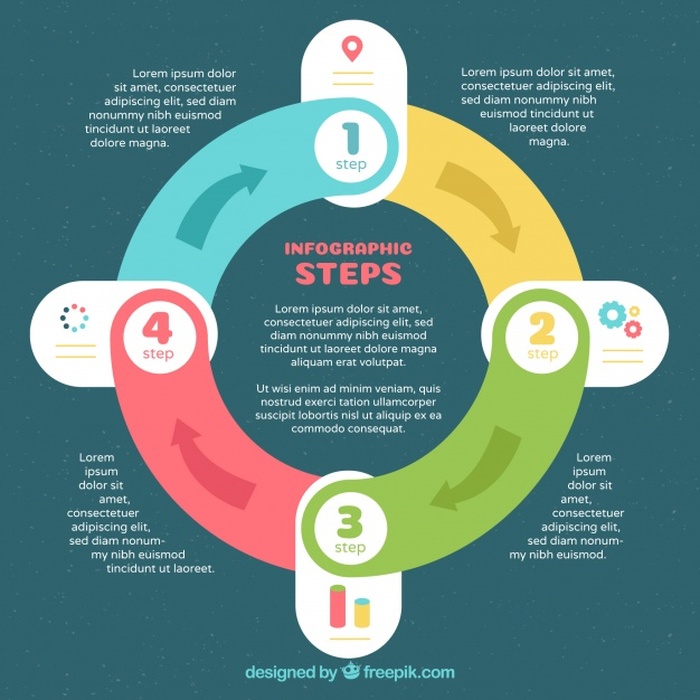 Lorem ipsum dolor
sit amet, consectetuer
adipiscing elit, sed diam
nonummy nibh euismod
tincidunt ut laoreet
dolore magna.
Lorem ipsum dolor sit amet,
consectetuer adipiscing
elit, sed diam nonummy nibh
euismod tincidunt ut
laoreet dolore
magna.
1
step
INFOGRAPHIC
STEPS
Lorem ipsum dolor sit amet,
consectetuer adipiscing elit, sed
diam nonummy nibh euismod
tincidunt ut laoreet dolore magna
aliquam erat volutpat.
Ut wisi enim ad minim veniam, quis
nostrud exerci tation ullamcorper
suscipit lobortis nisl ut aliquip ex ea
commodo consequat.
4
step
2
step
Lorem
ipsum
dolor sit
amet,
consectetuer
adipiscing elit,
sed diam nonum-
my nibh euismod
tincidunt ut laoreet.
Lorem
ipsum
dolor sit
amet,
consectetuer
adipiscing elit,
sed diam nonum-
my nibh euismod.
3
step
designed by freepik.com